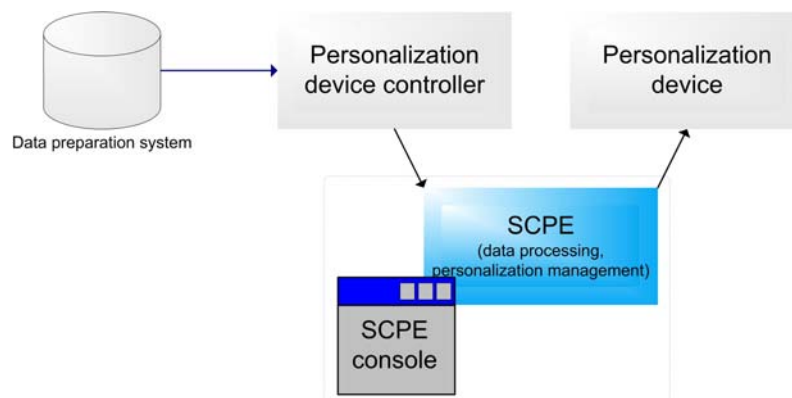 Personalization
device controller
Personalization
device
Data preparation system
SCPE
(data processing,
personalization management)
SCPE
console